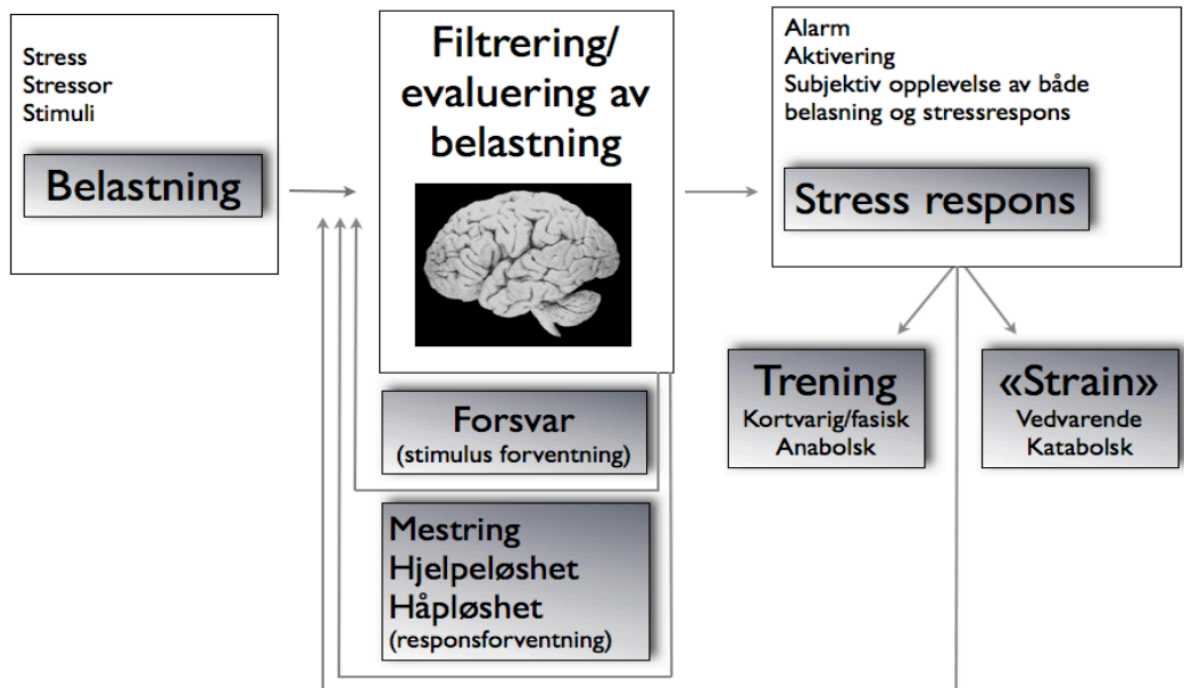 Stress
Stressor
Stimuli
Belastning
Filtrering/
evaluering av
belastning
Alarm
Aktivering
Subjektiv opplevelse av både
belasning og stressrespons
Stress respons
Forsvar
(stimulus forventning)
Mestring
Hjelpeløshet
Håpløshet
(responsforventning)
Trening
Kortvarig/fasisk
Anabolsk
«Strain»
Vedvarende
Katabolsk